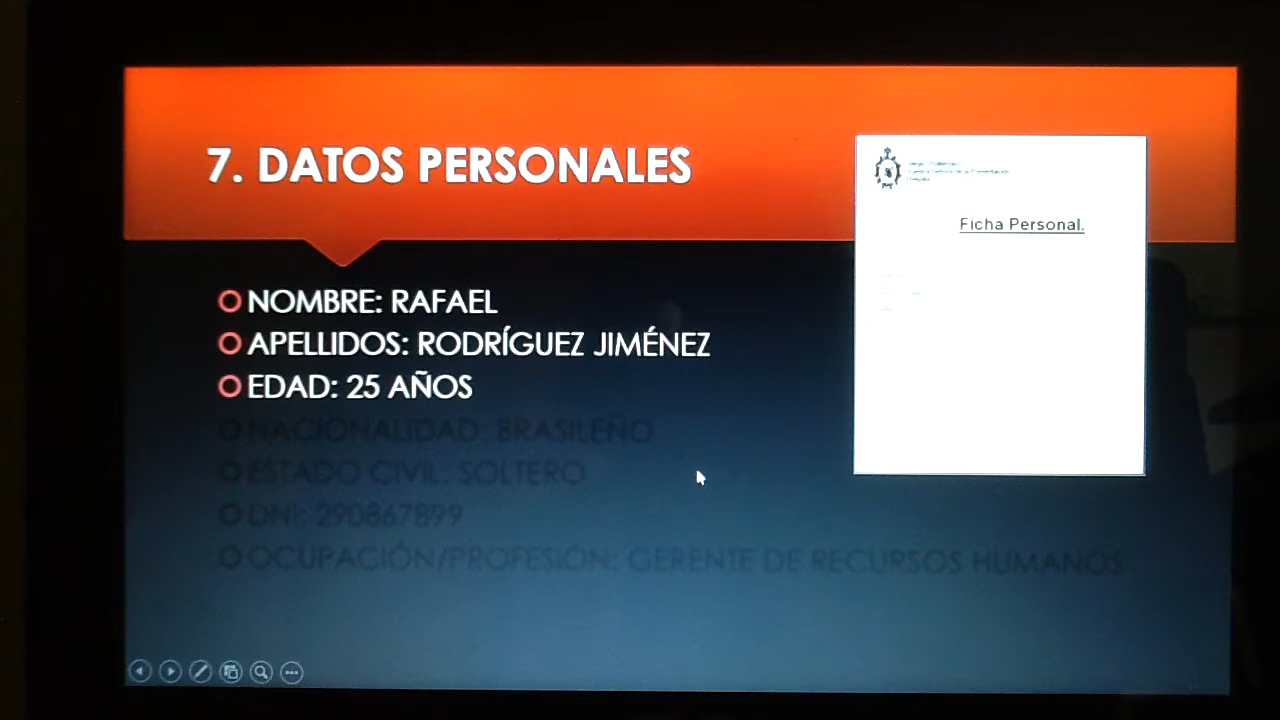 7. DATOS PERSONALES
Ficha Personal.
NOMBRE: RAFAEL
APELLIDOS: RODRÍGUEZ JIMÉNEZ
EDAD: 25 AÑOS
NACIONALIDAD: BRASILEÑO
ESTADO CIVIL: SOLTERO
DNI: 290867899
OCUPACIÓN/PROFESIÓN: GERENTE DE RECURSOS HUMANOS